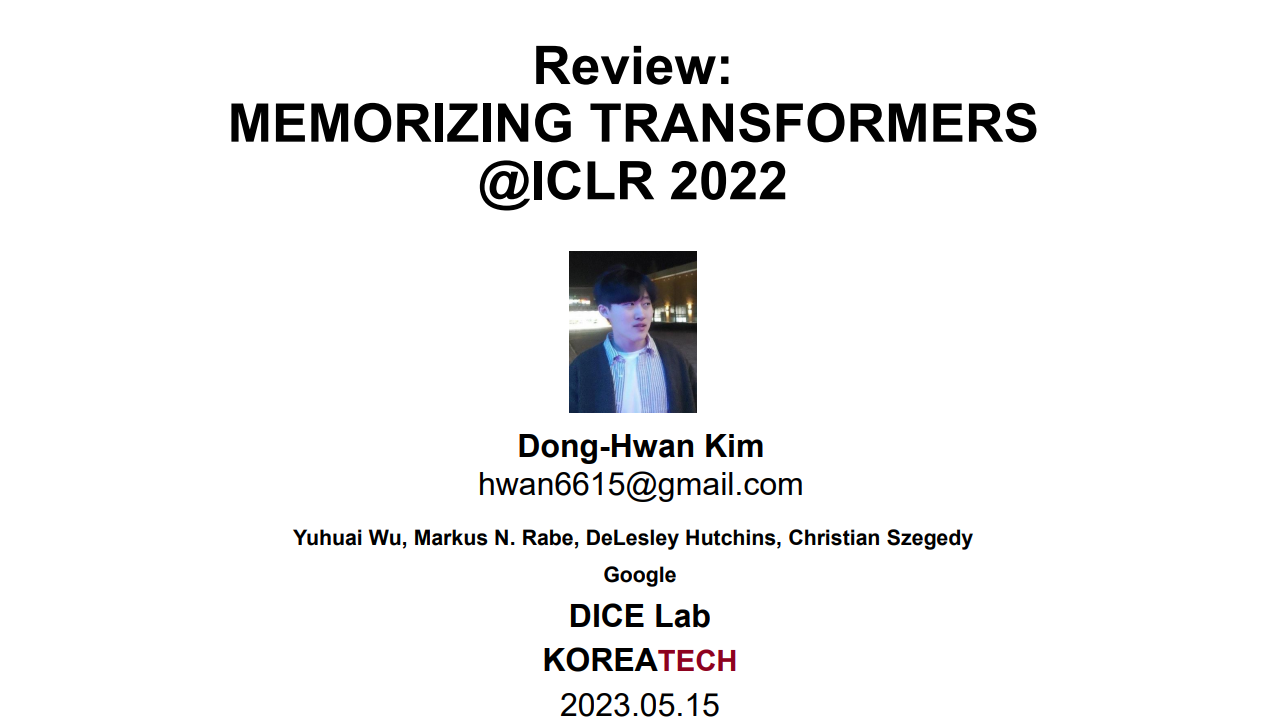 Review:
MEMORIZING TRANSFORMERS
@ICLR 2022
Dong-Hwan Kim
hwan6615@gmail.com
Yuhuai Wu, Markus N. Rabe, DeLesley Hutchins, Christian Szegedy
Google
DICE Lab
KOREATECH
2023.05.15